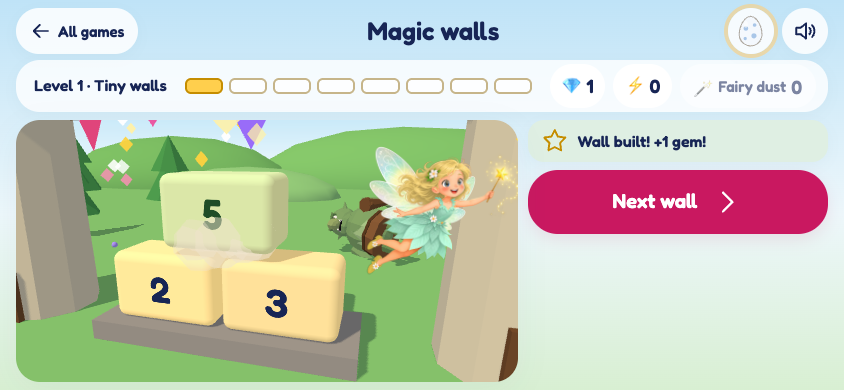 All games
Magic walls
Level 1 · Tiny walls
1
0
Fairy dust 0
Wall built! +1 gem!
Next wall
5
2
3